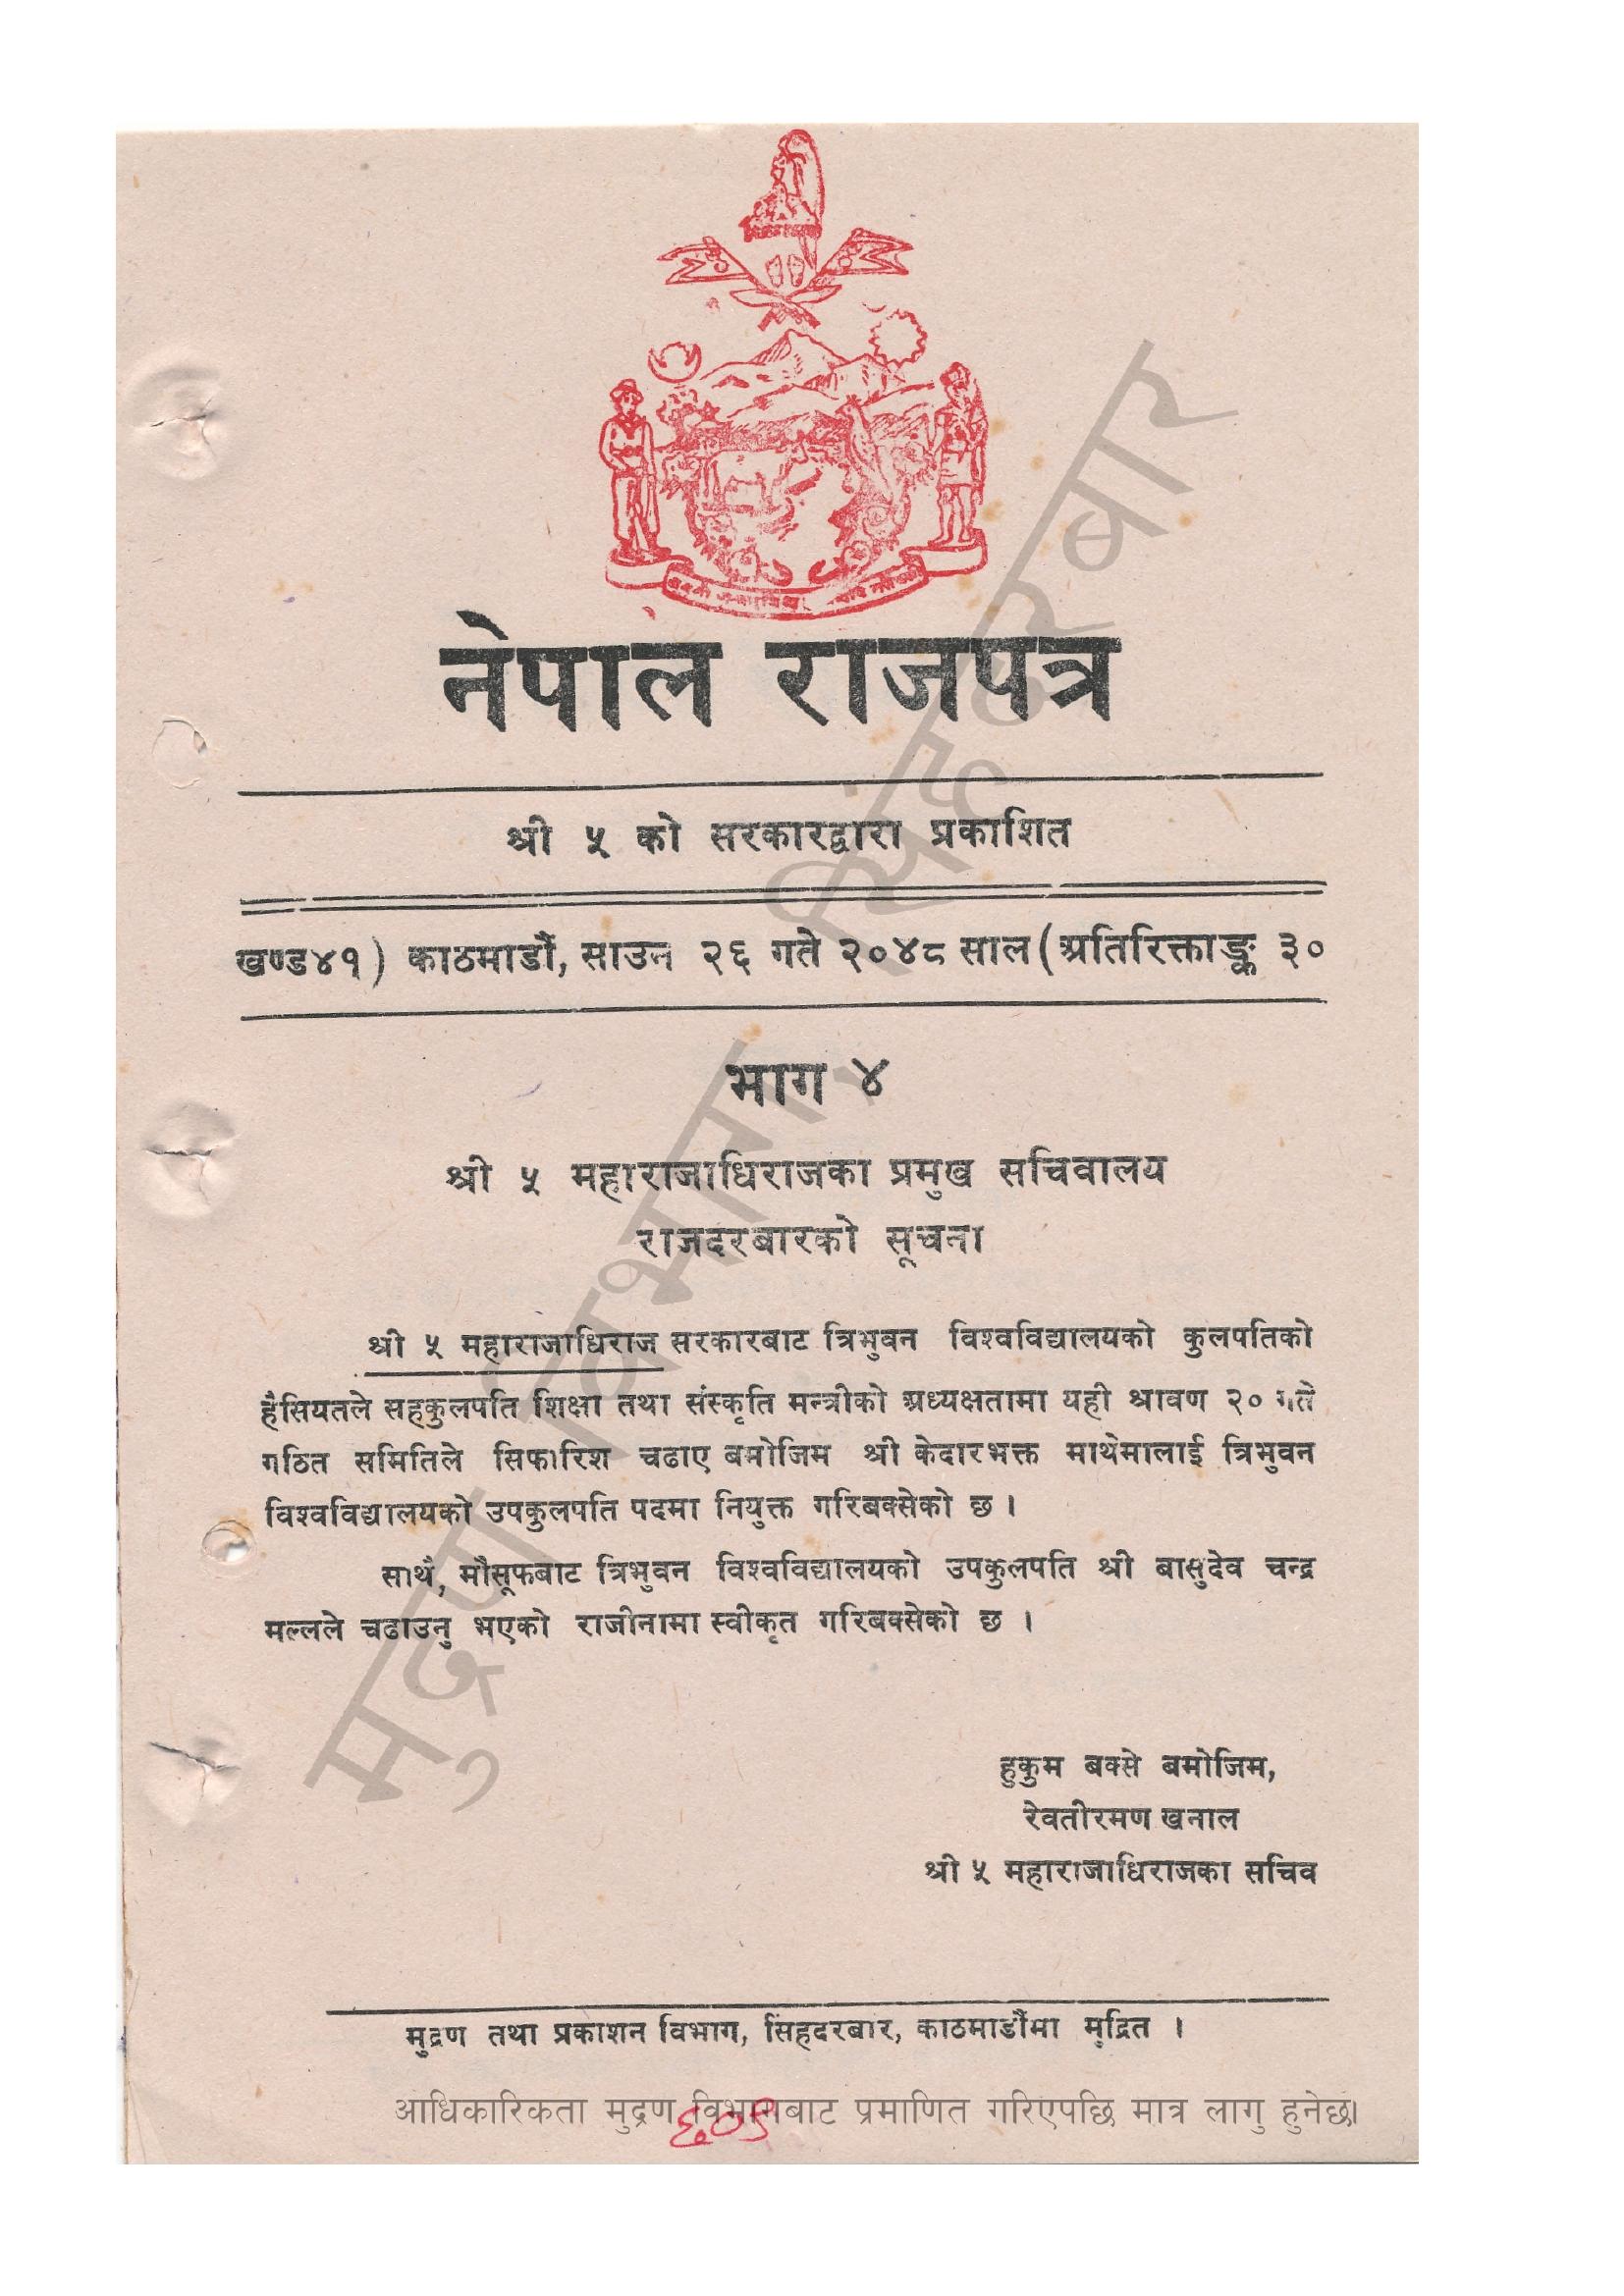 नेपाल राजपत्र
श्री ५ को सरकारद्वारा प्रकाशित
खण्ड४१) काठमाडौं, साउन २६ गते २०४८ साल (अतिरिक्ताङ्क ३०
भाग ४
श्री ५ महाराजाधिराजका प्रमुख सचिवालय
राजदरबारको सूचना
श्री ५ महाराजाधिराज सरकारबाट त्रिभुवन विश्वविद्यालयको कुलपतिको
हैसियतले सहकुलपति शिक्षा तथा संस्कृति मन्त्रीको अध्यक्षतामा यही श्रावण २० गते
गठित समितिले सिफारिश चढाए बमोजिम श्री केदारभक्त माथेमालाई त्रिभुवन
विश्वविद्यालयको उपकुलपति पदमा नियुक्त गरिबक्सेको छ ।
साथै, मौसूफबाट त्रिभुवन विश्वविद्यालयको उपकुलपति श्री बासुदेव चन्द्र
मल्लले चढाउनु भएको राजीनामा स्वीकृत गरिबक्सेको छ ।
हुकुम बक्से बमोजिम,
रेवतीरमण खनाल
श्री ५ महाराजाधिराजका सचिव
मुद्रण तथा प्रकाशन विभाग, सिंहदरबार, काठमाडौंमा मुद्रित ।
आधिकारिकता मुद्रण विभागबाट प्रमाणित गरिएपछि मात्र लागु हुनेछ।
६०९
मुद्रण विभाग, सिंहदरबार